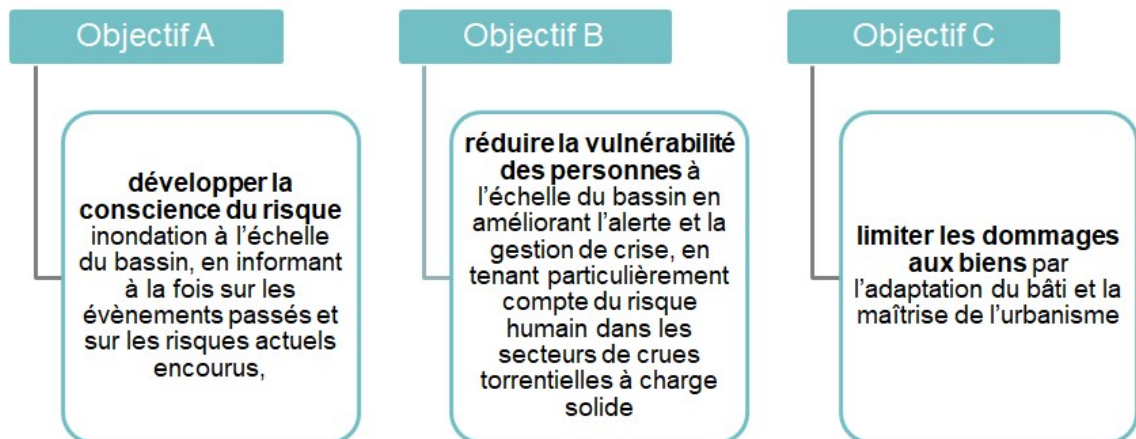 Objectif A
développer la
conscience du risque
inondation à l'échelle
du bassin, en informant
à la fois sur les
évènements passés et
sur les risques actuels
encourus,
Objectif B
réduire la vulnérabilité
des personnes à
l'échelle du bassin en
améliorant l'alerte et la
gestion de crise, en
tenant particulièrement
compte du risque
humain dans les
secteurs de crues
torrentielles à charge
solide
Objectif C
limiter les dommages
aux biens par
l'adaptation du bâti et la
maîtrise de l'urbanisme